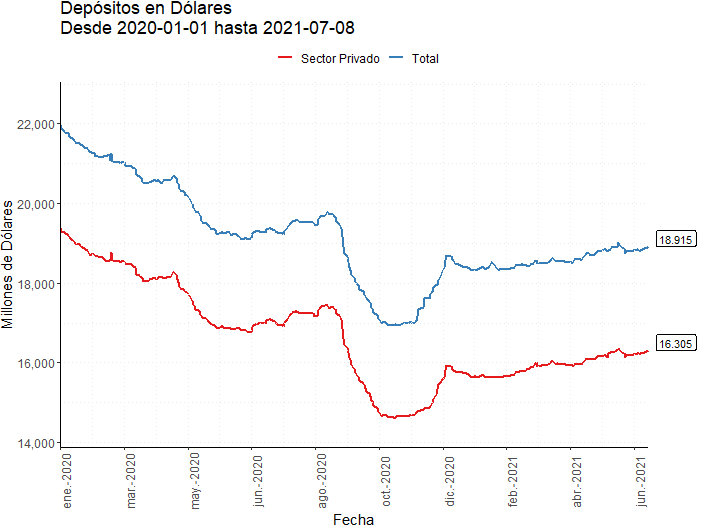 Depósitos en Dólares
Desde 2020-01-01 hasta 2021-07-08
Sector Privado Total
Millones de Dólares
22,000
20,000
18,000
16,000
14,000
18.915
16.305
ene.-2020
mar.-2020
may.-2020
jun.-2020
ago.-2020
oct.-2020
dic.-2020
feb.-2021
abr.-2021
jun.-2021
Fecha